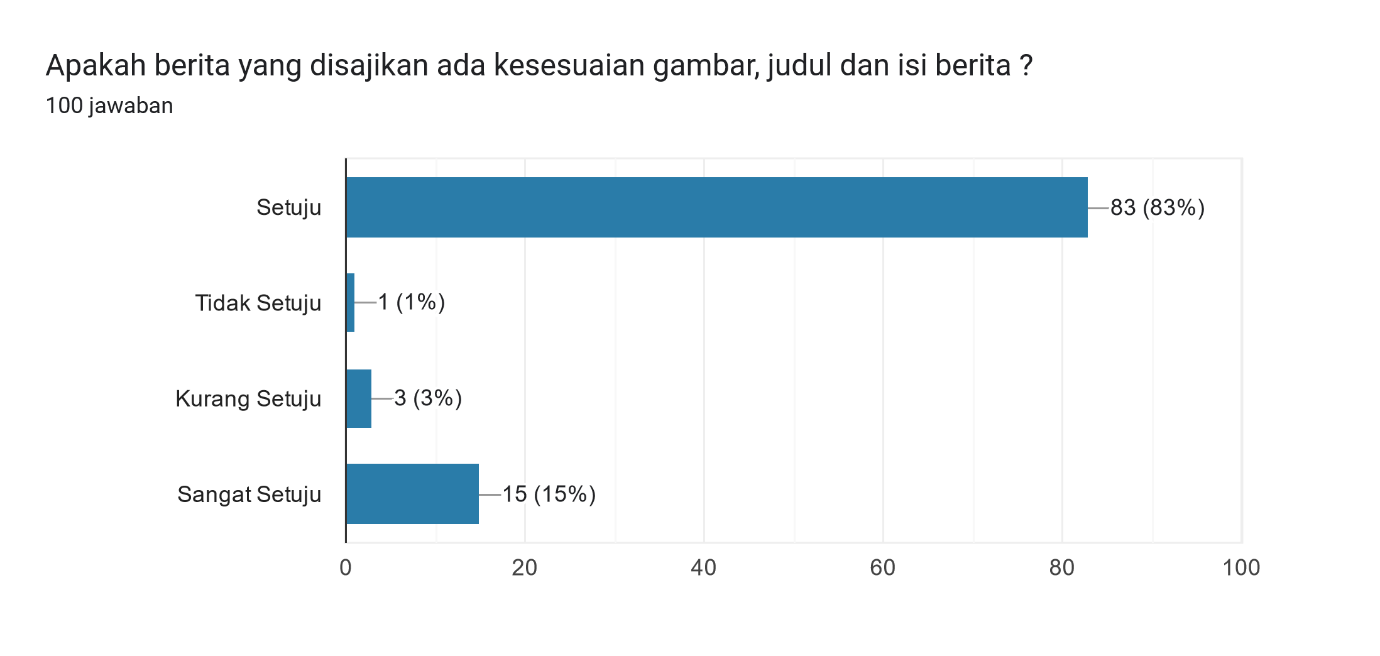 Apakah berita yang disajikan ada kesesuaian gambar, judul dan isi berita ?
100 jawaban
Setuju
83 (83%)
Tidak Setuju
1 (1%)
Kurang Setuju
3 (3%)
Sangat Setuju
15 (15%)
0 20 40 60 80 100